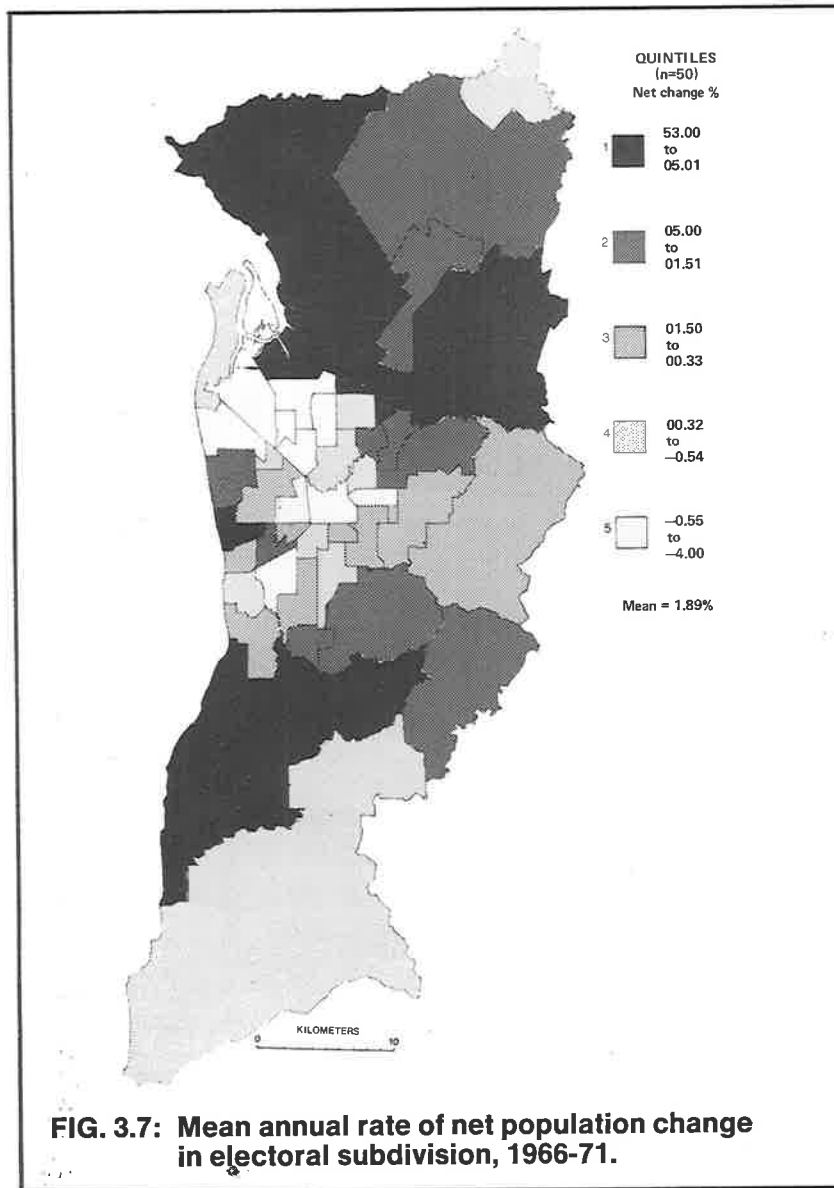 QUINTILES
(n=50)
Net change %
1
53.00
to
05.01
2
05.00
to
01.51
3
01.50
to
00.33
4
00.32
to
–0.54
5
–0.55
to
–4.00
Mean = 1.89%
KILOMETERS
0 10
FIG. 3.7: Mean annual rate of net population change
in electoral subdivision, 1966-71.